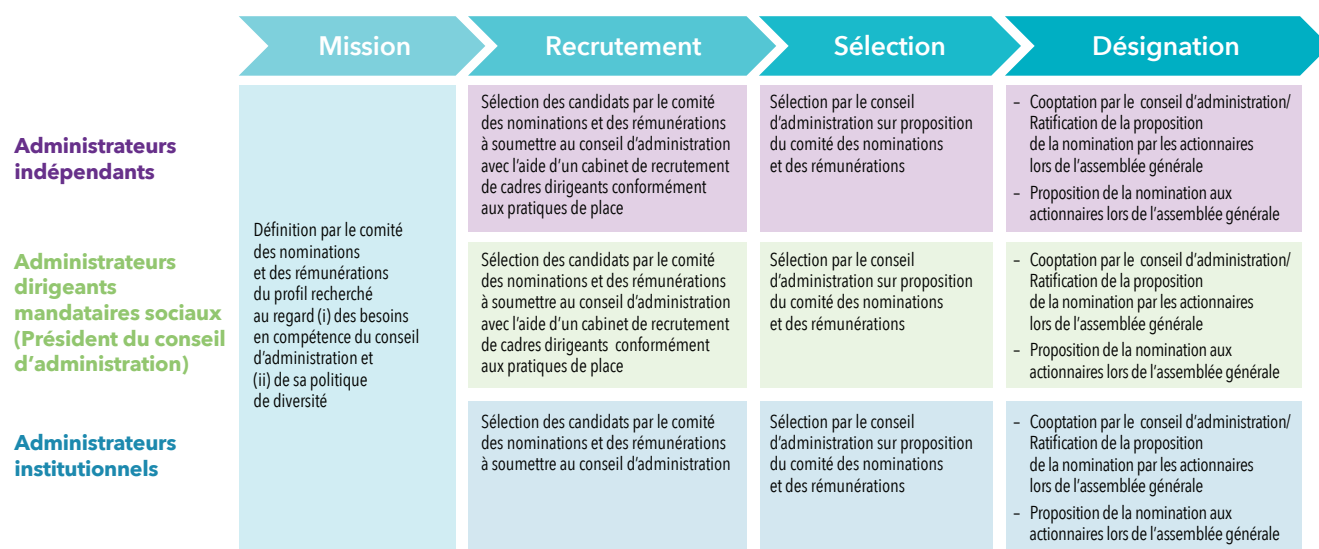 Mission
Recrutement
Sélection
Désignation
Définition par le comité
des nominations
et des rémunérations
du profil recherché
au regard (i) des besoins
en compétence du conseil
d'administration et
(ii) de sa politique
de diversité
Administrateurs
indépendants
Sélection des candidats par le comité
des nominations et des rémunérations
à soumettre au conseil d'administration
avec l'aide d'un cabinet de recrutement
de cadres dirigeants conformément
aux pratiques de place
Sélection par le conseil
d'administration sur proposition
du comité des nominations
et des rémunérations
– Cooptation par le conseil d'administration/
Ratification de la proposition
de la nomination par les actionnaires
lors de l'assemblée générale
– Proposition de la nomination aux
actionnaires lors de l'assemblée générale
Administrateurs
dirigeants
mandataires sociaux
(Président du conseil
d'administration)
Sélection des candidats par le comité
des nominations et des rémunérations
à soumettre au conseil d'administration
avec l'aide d'un cabinet de recrutement
de cadres dirigeants conformément
aux pratiques de place
Sélection par le conseil
d'administration sur proposition
du comité des nominations
et des rémunérations
– Cooptation par le conseil d'administration/
Ratification de la proposition
de la nomination par les actionnaires
lors de l'assemblée générale
– Proposition de la nomination aux
actionnaires lors de l'assemblée générale
Administrateurs
institutionnels
Sélection des candidats par le comité
des nominations et des rémunérations
à soumettre au conseil d'administration
Sélection par le conseil
d'administration sur proposition
du comité des nominations
et des rémunérations
– Cooptation par le conseil d'administration/
Ratification de la proposition
de la nomination par les actionnaires
lors de l'assemblée générale
– Proposition de la nomination aux
actionnaires lors de l'assemblée générale